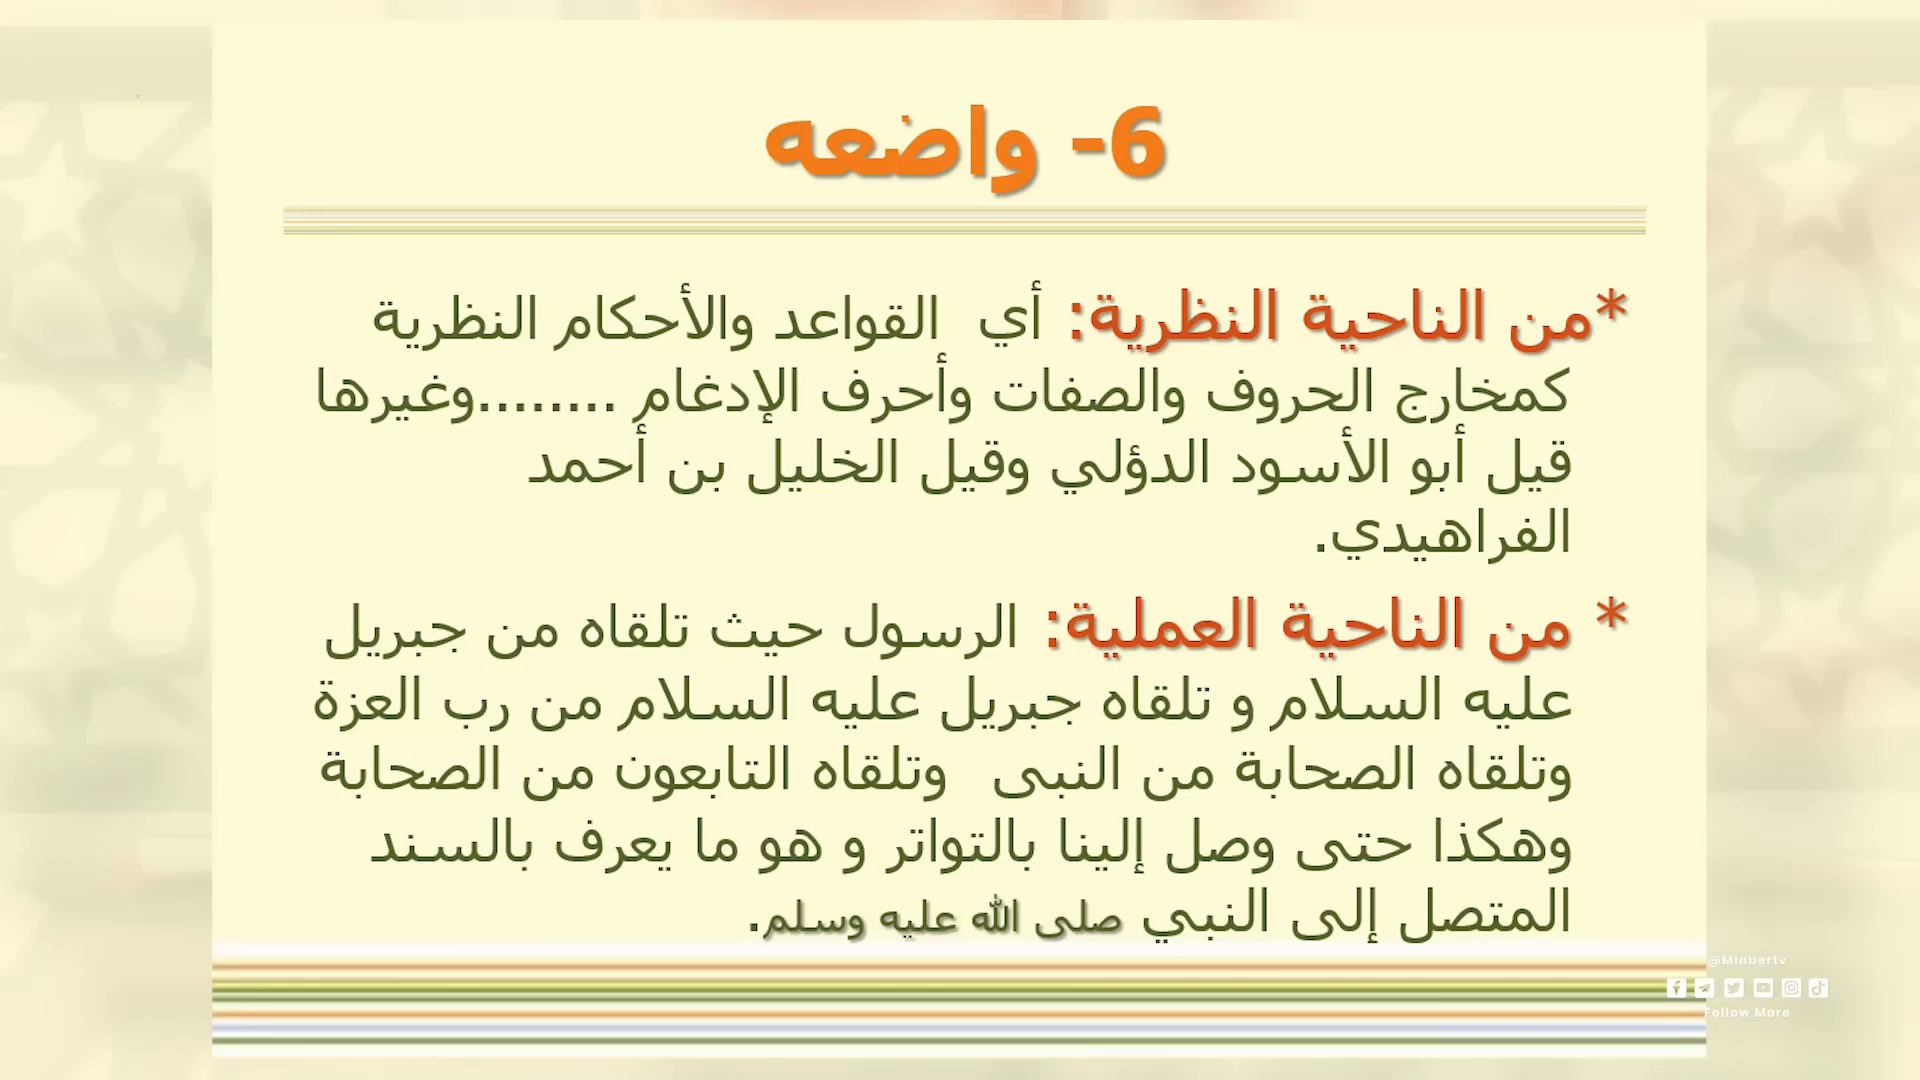 6- واضعه
*من الناحية النظرية: أي القواعد والأحكام النظرية
كمخارج الحروف والصفات وأحرف الإدغام ........وغيرها
قيل أبو الأسود الدؤلي وقيل الخليل بن أحمد
الفراهيدي.
* من الناحية العملية: الرسول حيث تلقاه من جبريل
عليه السلام و تلقاه جبريل عليه السلام من رب العزة
وتلقاه الصحابة من النبى وتلقاه التابعون من الصحابة
وهكذا حتى وصل إلينا بالتواتر و هو ما يعرف بالسند
المتصل إلى النبي صلى الله عليه وسلم.
@Minbertv
Follow More